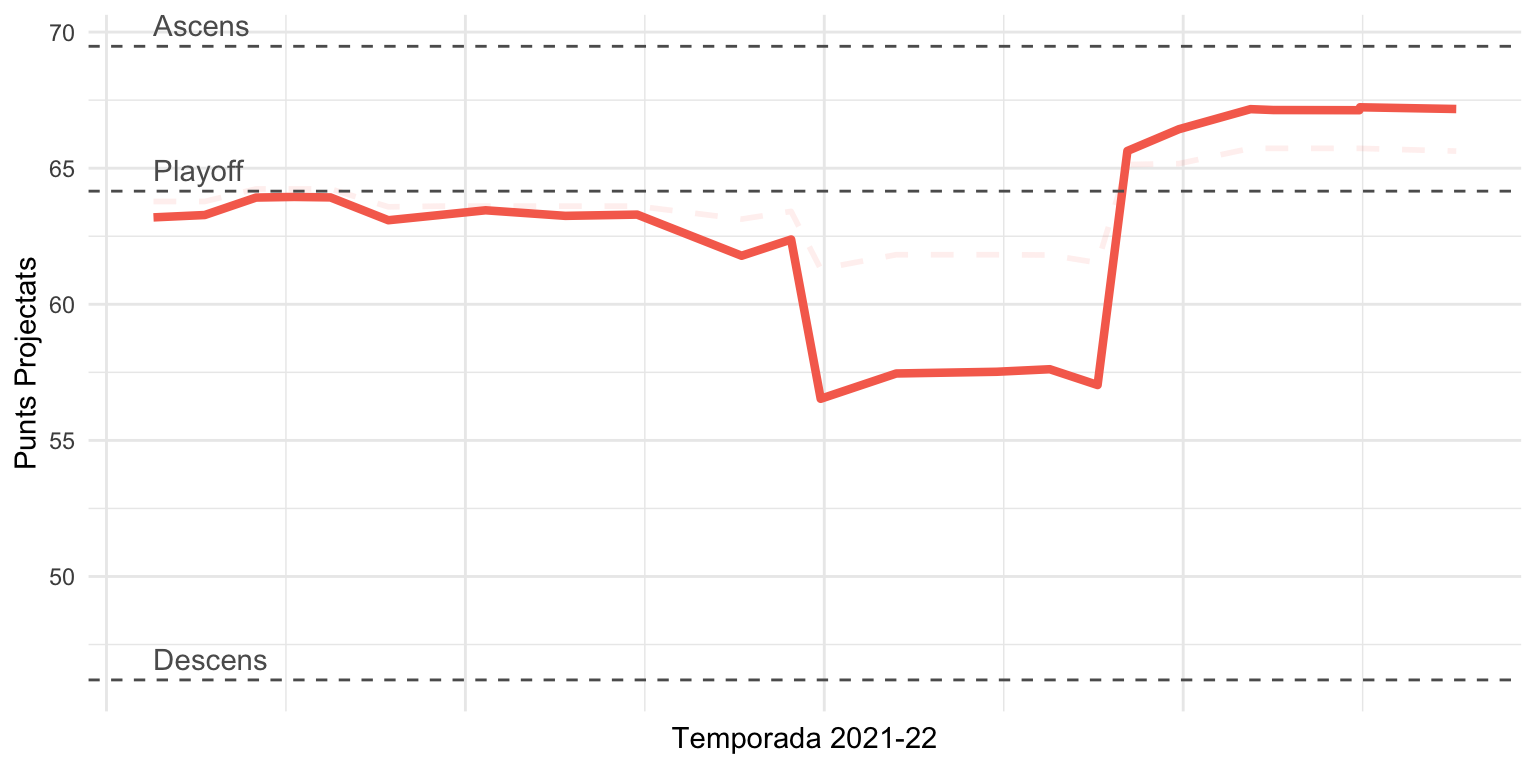 70
Ascens
65
Playoff
60
55
50
Descens
Punts Projectats
Temporada 2021-22